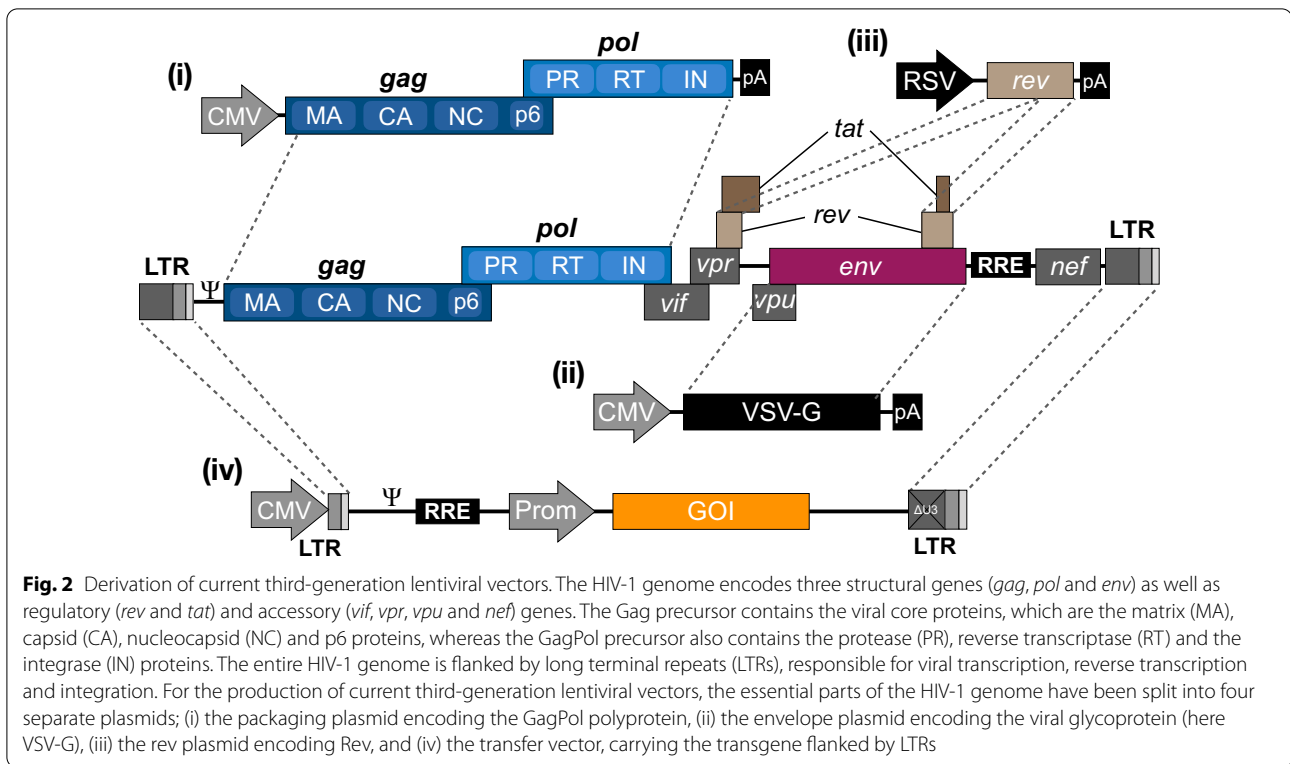 (i)
pol
PR RT IN pA
gag
CMV MA CA NC p6
(iii)
RSV rev pA
tat
rev
LTR Ψ gag pol
PR RT IN
MA CA NC p6
vif vpr vpu env RRE nef LTR
(ii)
CMV VSV-G pA
(iv)
CMV LTR Ψ RRE Prom GOI ΔU3 LTR
Fig. 2 Derivation of current third-generation lentiviral vectors. The HIV-1 genome encodes three structural genes (gag, pol and env) as well as
regulatory (rev and tat) and accessory (vif, vpr, vpu and nef) genes. The Gag precursor contains the viral core proteins, which are the matrix (MA),
capsid (CA), nucleocapsid (NC) and p6 proteins, whereas the GagPol precursor also contains the protease (PR), reverse transcriptase (RT) and the
integrase (IN) proteins. The entire HIV-1 genome is flanked by long terminal repeats (LTRs), responsible for viral transcription, reverse transcription
and integration. For the production of current third-generation lentiviral vectors, the essential parts of the HIV-1 genome have been split into four
separate plasmids; (i) the packaging plasmid encoding the GagPol polyprotein, (ii) the envelope plasmid encoding the viral glycoprotein (here
VSV-G), (iii) the rev plasmid encoding Rev, and (iv) the transfer vector, carrying the transgene flanked by LTRs